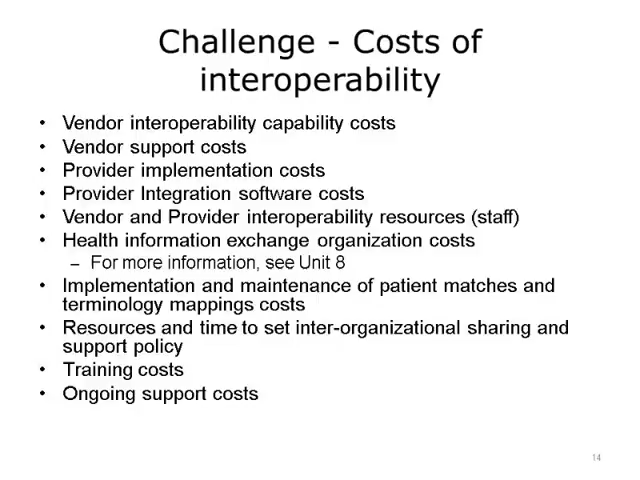 Challenge - Costs of
interoperability
• Vendor interoperability capability costs
• Vendor support costs
• Provider implementation costs
• Provider Integration software costs
• Vendor and Provider interoperability resources (staff)
• Health information exchange organization costs
– For more information, see Unit 8
• Implementation and maintenance of patient matches and
terminology mappings costs
• Resources and time to set inter-organizational sharing and
support policy
• Training costs
• Ongoing support costs
14